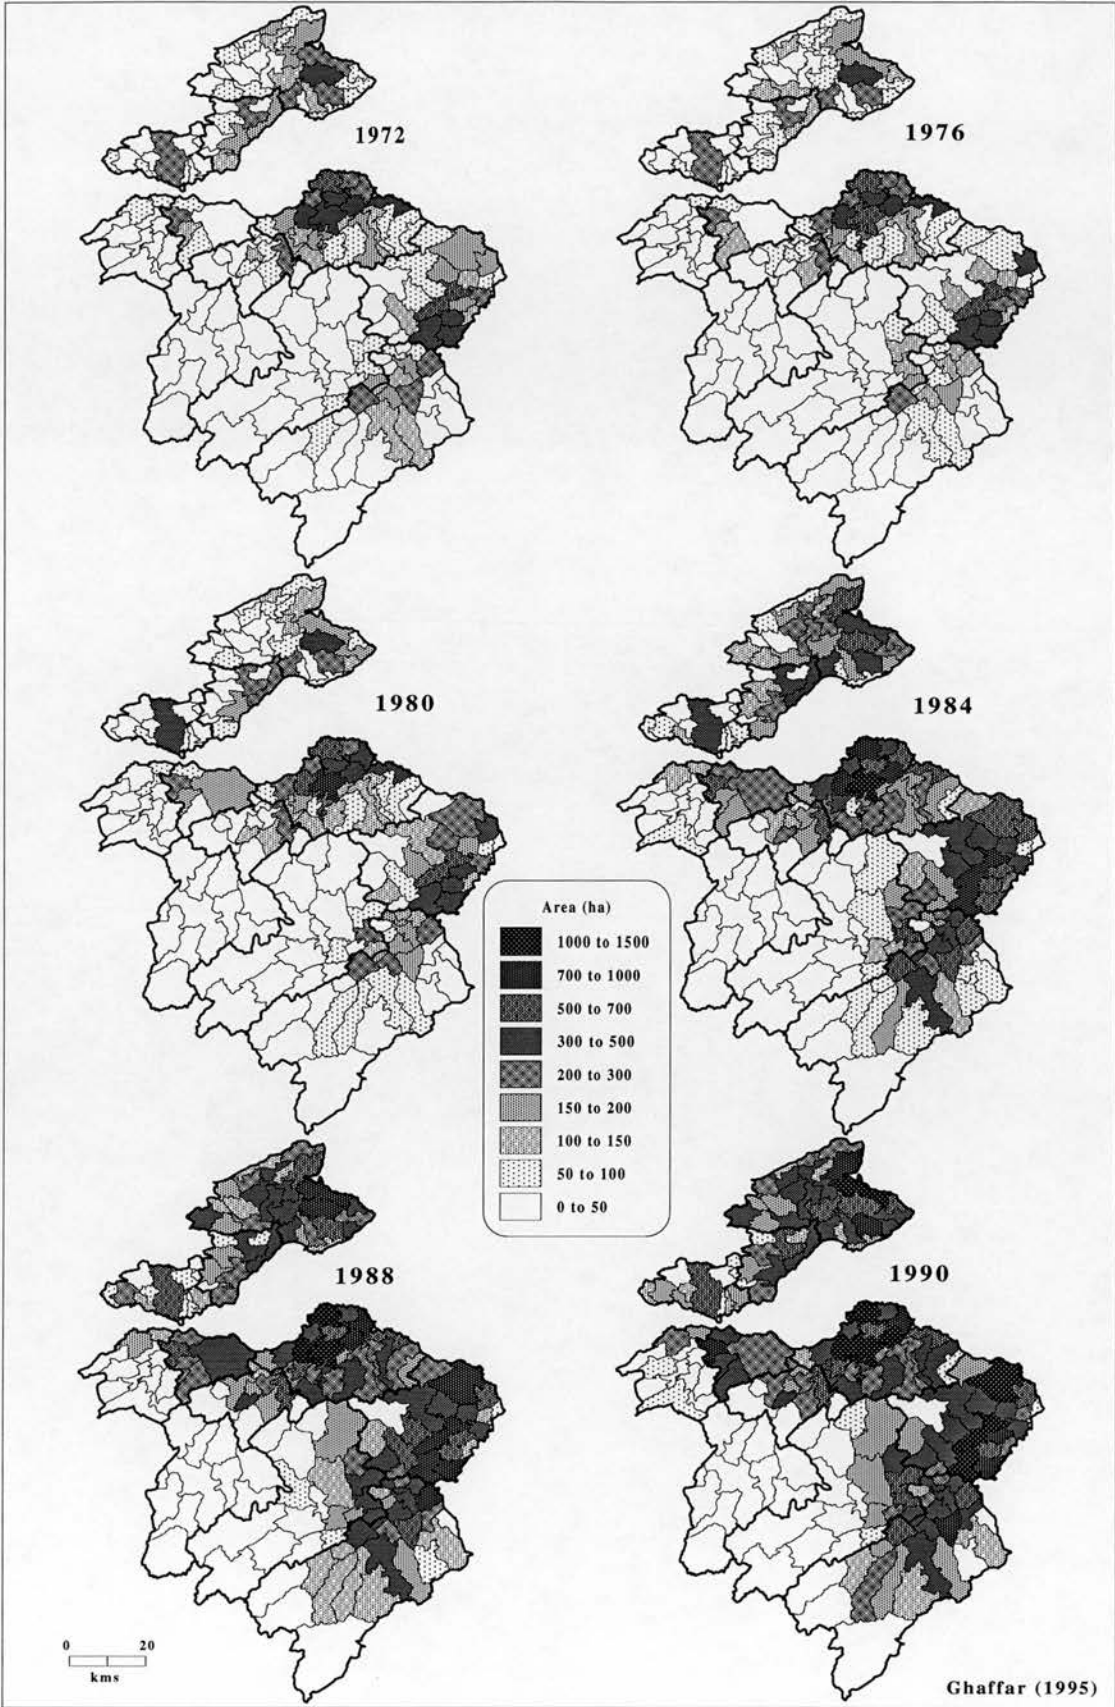 1972
1976
1980
1984
Area (ha)
1000 to 1500
700 to 1000
500 to 700
300 to 500
200 to 300
150 to 200
100 to 150
50 to 100
0 to 50
1988
1990
0 20
kms
Ghaffar (1995)